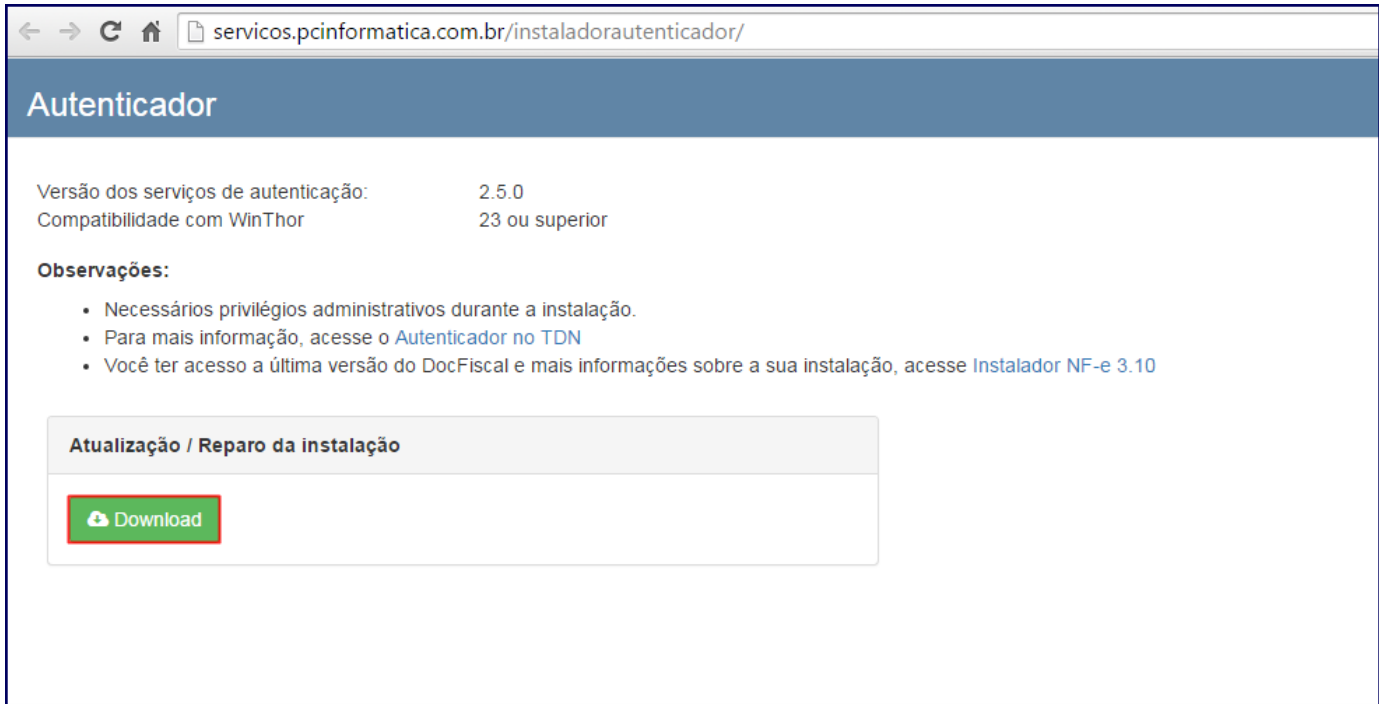 servicos.pcinformatica.com.br/instaladorautenticador/
Autenticador
Versão dos serviços de autenticação: 2.5.0
Compatibilidade com WinThor 23 ou superior
Observações:
• Necessários privilégios administrativos durante a instalação.
• Para mais informação, acesse o Autenticador no TDN
• Você ter acesso a última versão do DocFiscal e mais informações sobre a sua instalação, acesse Instalador NF-e 3.10
Atualização / Reparo da instalação
Download